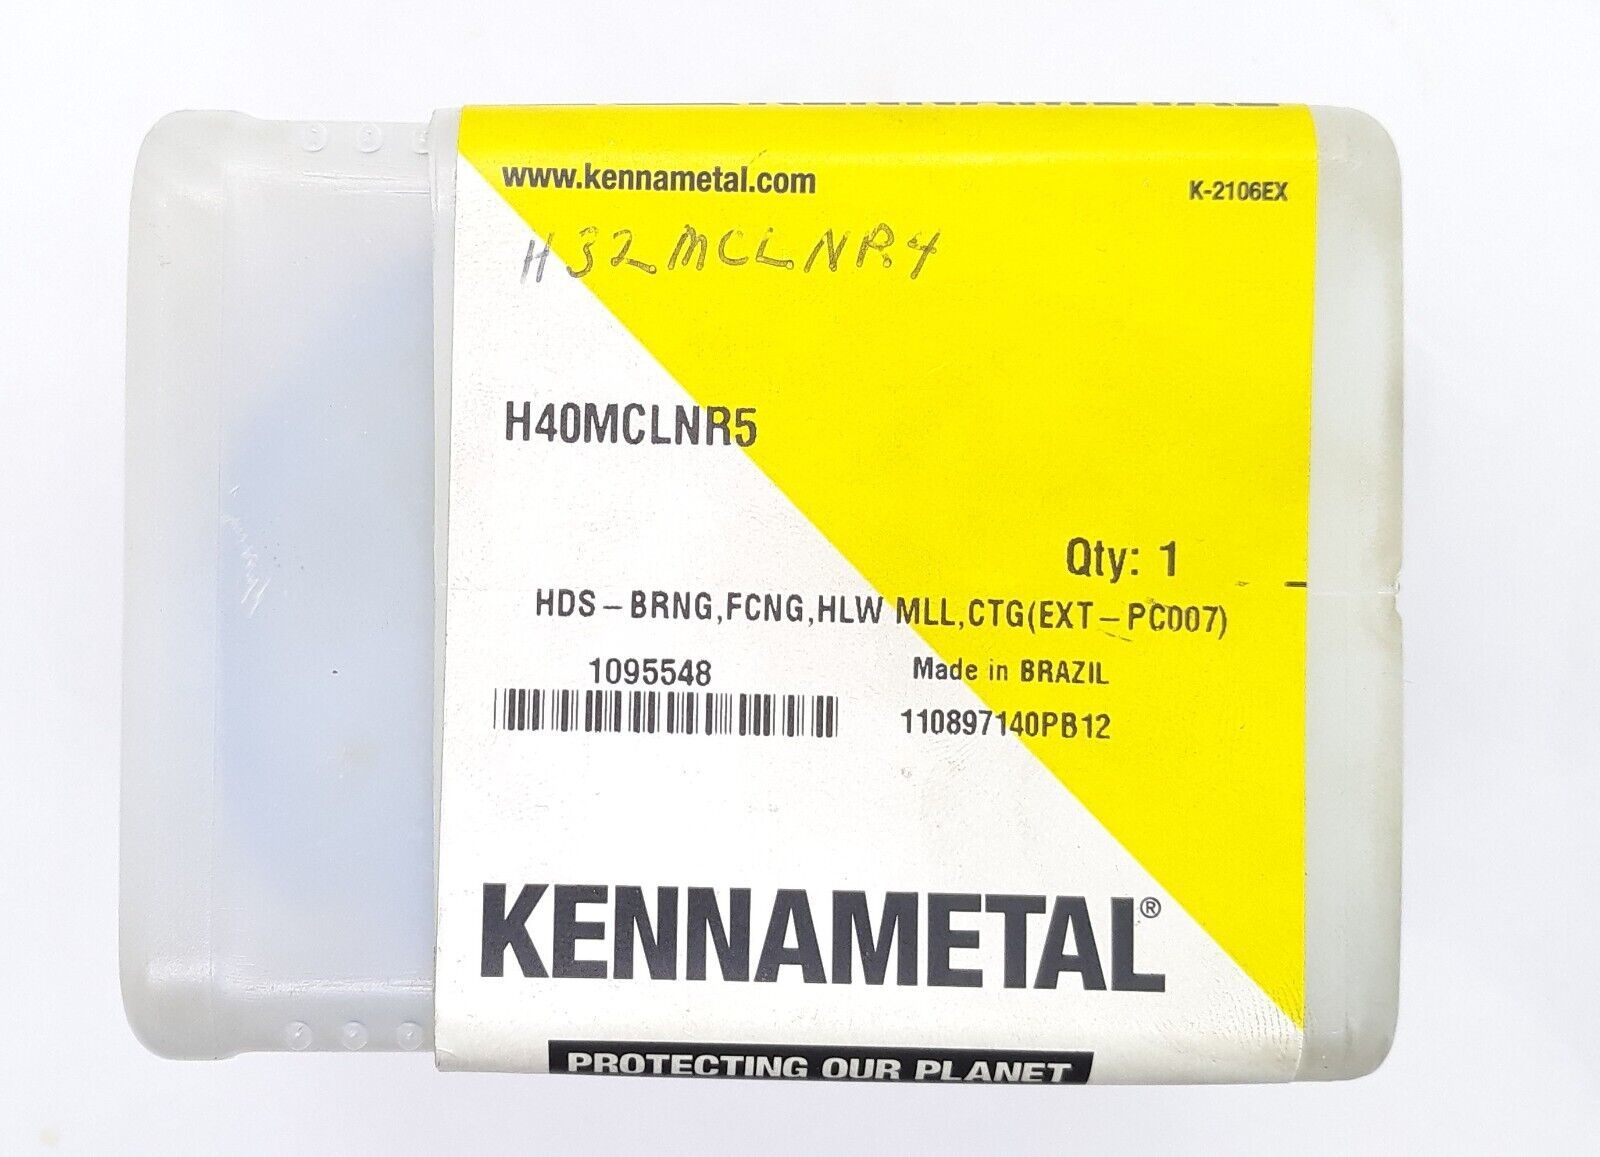 www.kennametal.com
K-2106EX
H32MCLNR4
H40MCLNR5
Qty: 1
HDS-BRNG,FCNG,HLW MLL,CTG(EXT-PC007)
1095548
Made in BRAZIL
110897140PB12
KENNAMETAL®
PROTECTING OUR PLANET